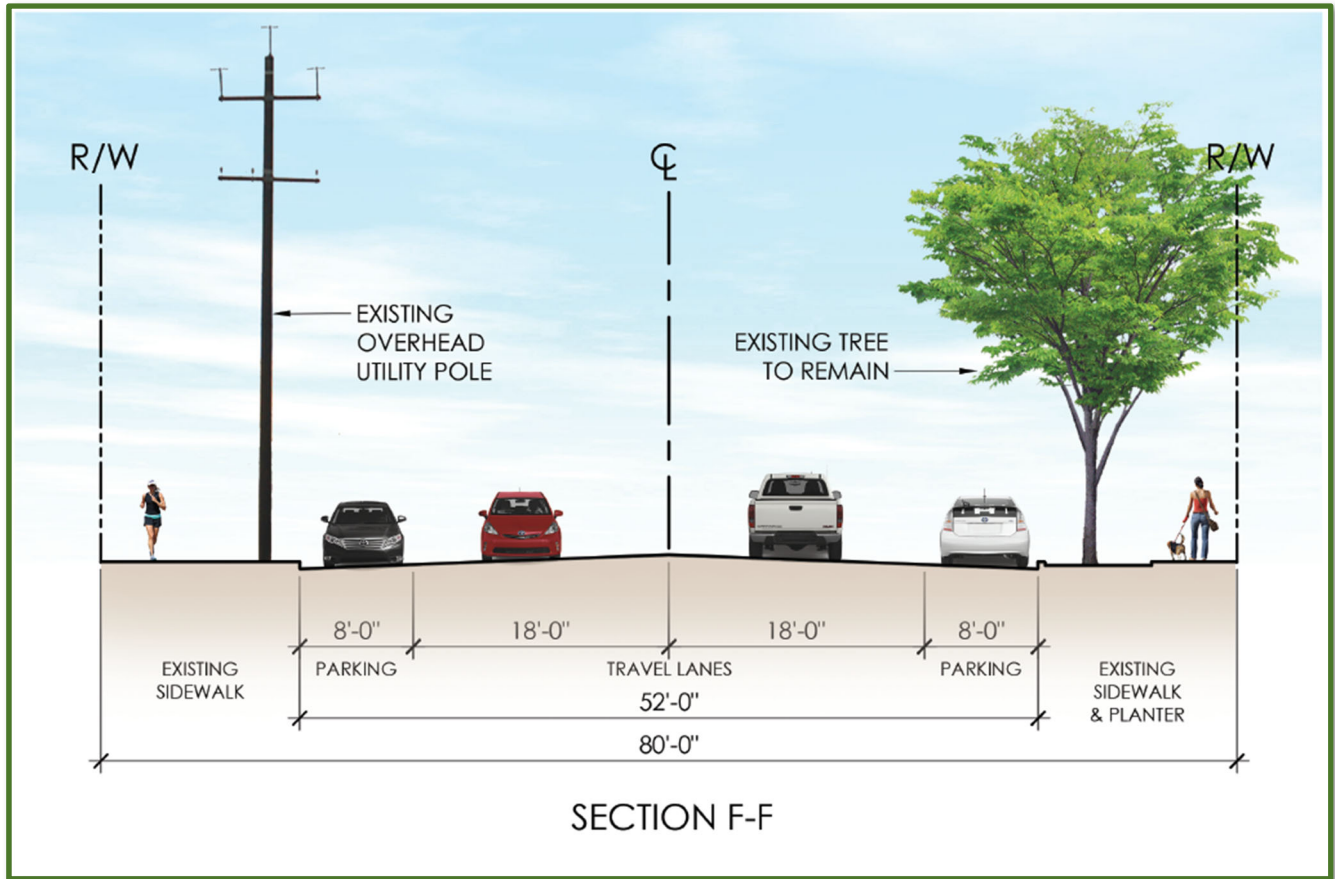 R/W
℄
R/W
EXISTING
OVERHEAD
UTILITY POLE
EXISTING TREE
TO REMAIN
8'-0"
18'-0"
18'-0"
8'-0"
EXISTING
SIDEWALK
PARKING
TRAVEL LANES
PARKING
EXISTING
SIDEWALK
& PLANTER
52'-0"
80'-0"
SECTION F-F